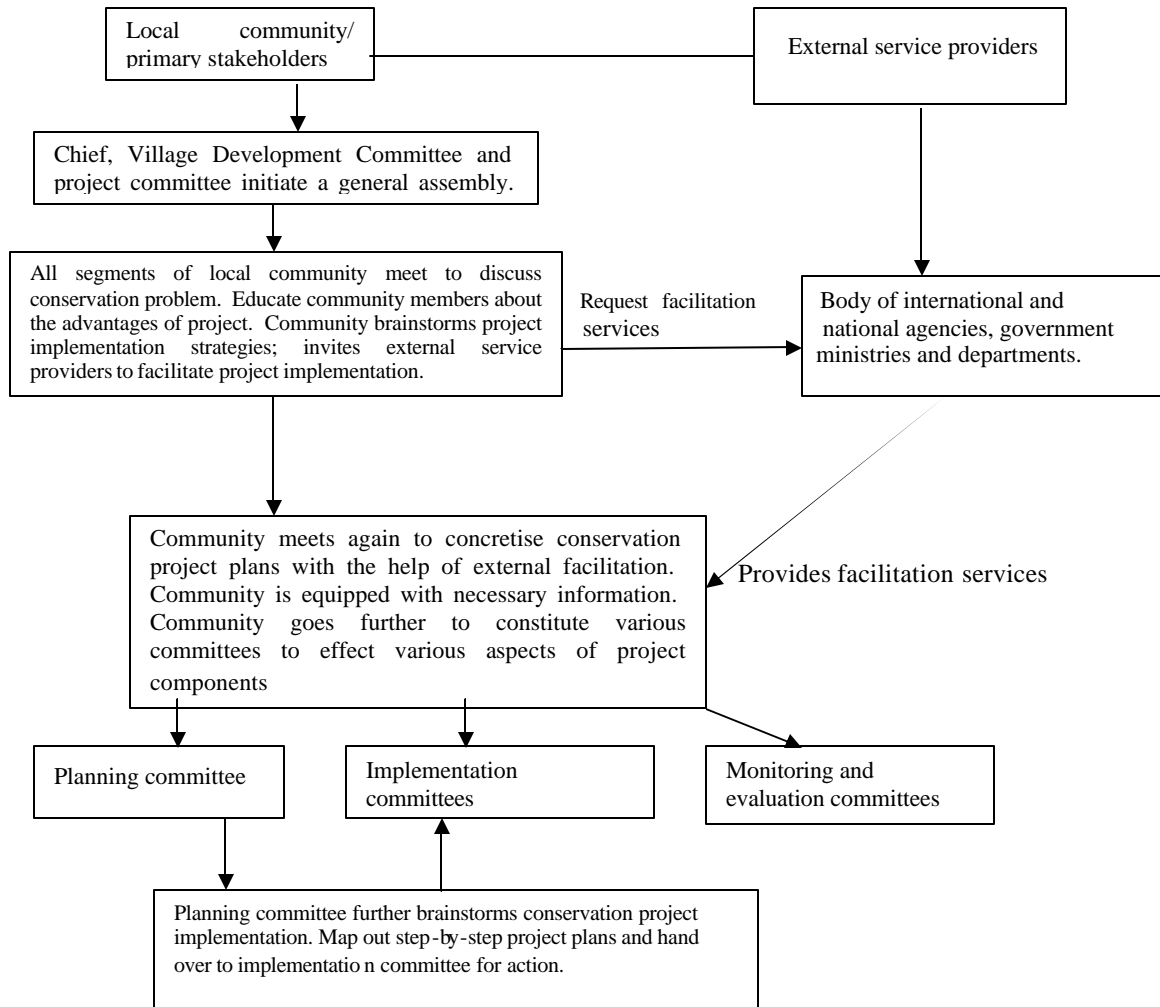 Local community/
primary stakeholders
External service providers
Chief, Village Development Committee and
project committee initiate a general assembly.
All segments of local community meet to discuss
conservation problem. Educate community members about
the advantages of project. Community brainstorms project
implementation strategies; invites external service
providers to facilitate project implementation.
Request facilitation
services
Body of international and
national agencies, government
ministries and departments.
Community meets again to concretise conservation
project plans with the help of external facilitation.
Community is equipped with necessary information.
Community goes further to constitute various
committees to effect various aspects of project
components
Provides facilitation services
Planning committee
Implementation
committees
Monitoring and
evaluation committees
Planning committee further brainstorms conservation project
implementation. Map out step-by-step project plans and hand
over to implementatio n committee for action.